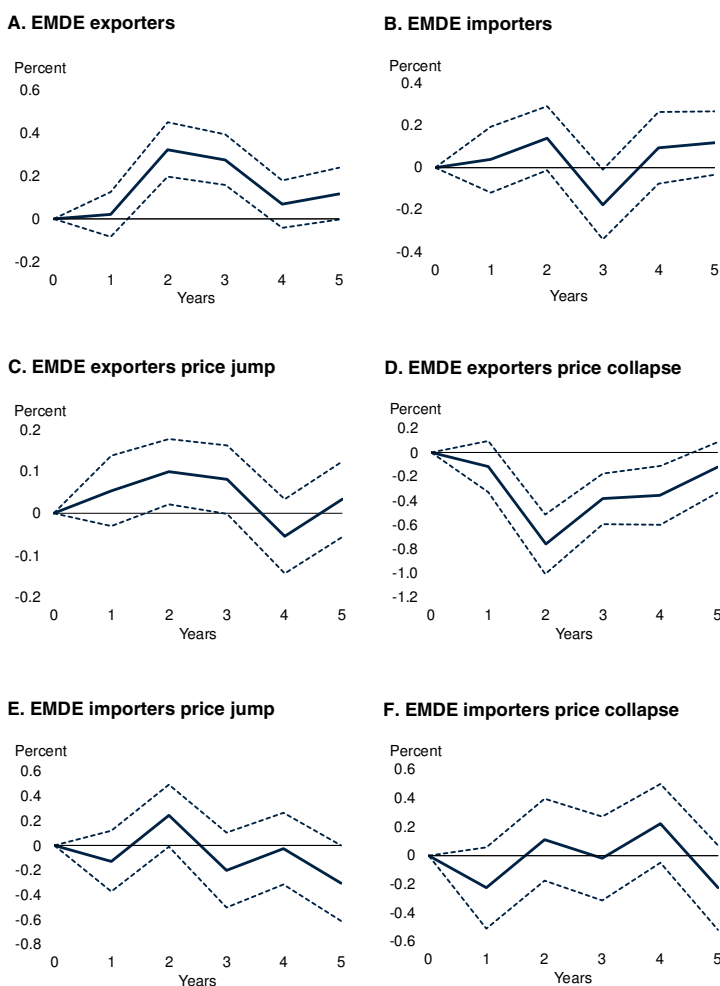 A. EMDE exporters
Percent
0.6
0.4
0.2
0
-0.2
0 1 2 3 4 5
Years
B. EMDE importers
Percent
0.4
0.2
0
-0.2
-0.4
0 1 2 3 4 5
Years
C. EMDE exporters price jump
Percent
0.2
0.1
0
-0.1
-0.2
0 1 2 3 4 5
Years
D. EMDE exporters price collapse
Percent
0.2
0
-0.2
-0.4
-0.6
-0.8
-1.0
-1.2
0 1 2 3 4 5
Years
E. EMDE importers price jump
Percent
0.6
0.4
0.2
0
-0.2
-0.4
-0.6
-0.8
0 1 2 3 4 5
Years
F. EMDE importers price collapse
Percent
0.6
0.4
0.2
0
-0.2
-0.4
-0.6
0 1 2 3 4 5
Years